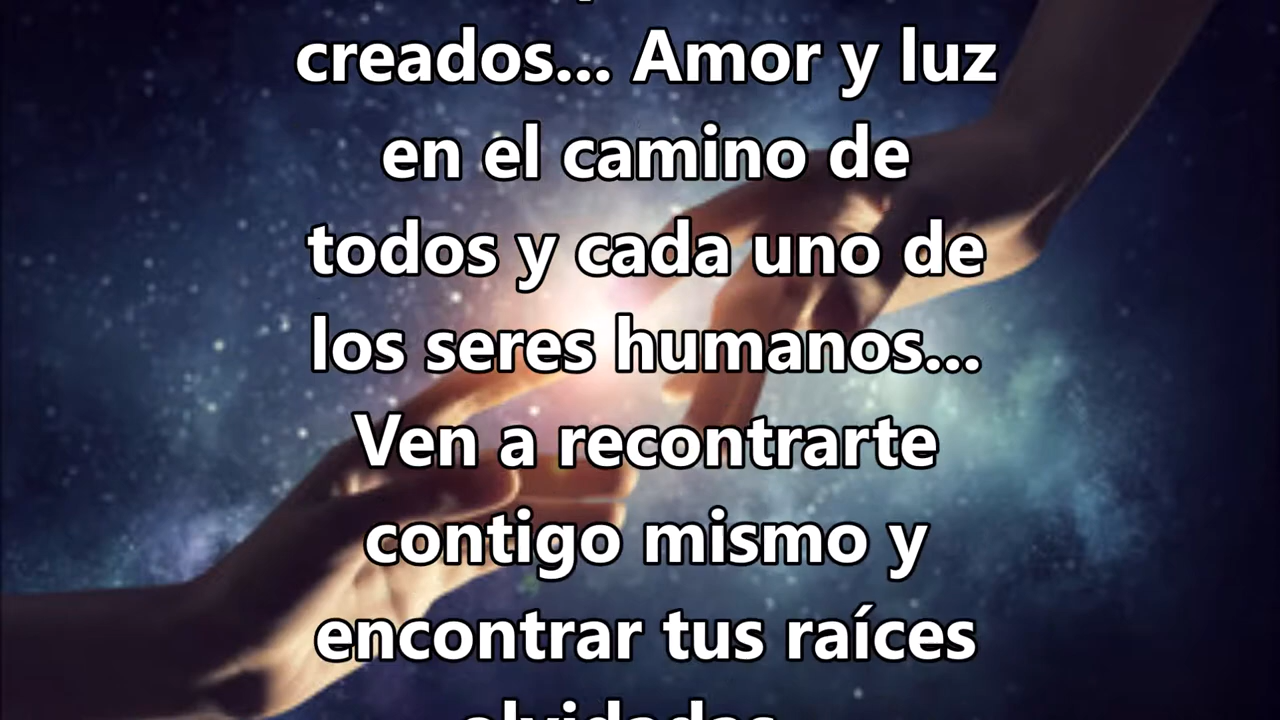 creados... Amor y luz
en el camino de
todos y cada uno de
los seres humanos...
Ven a recontrarte
contigo mismo y
encontrar tus raíces